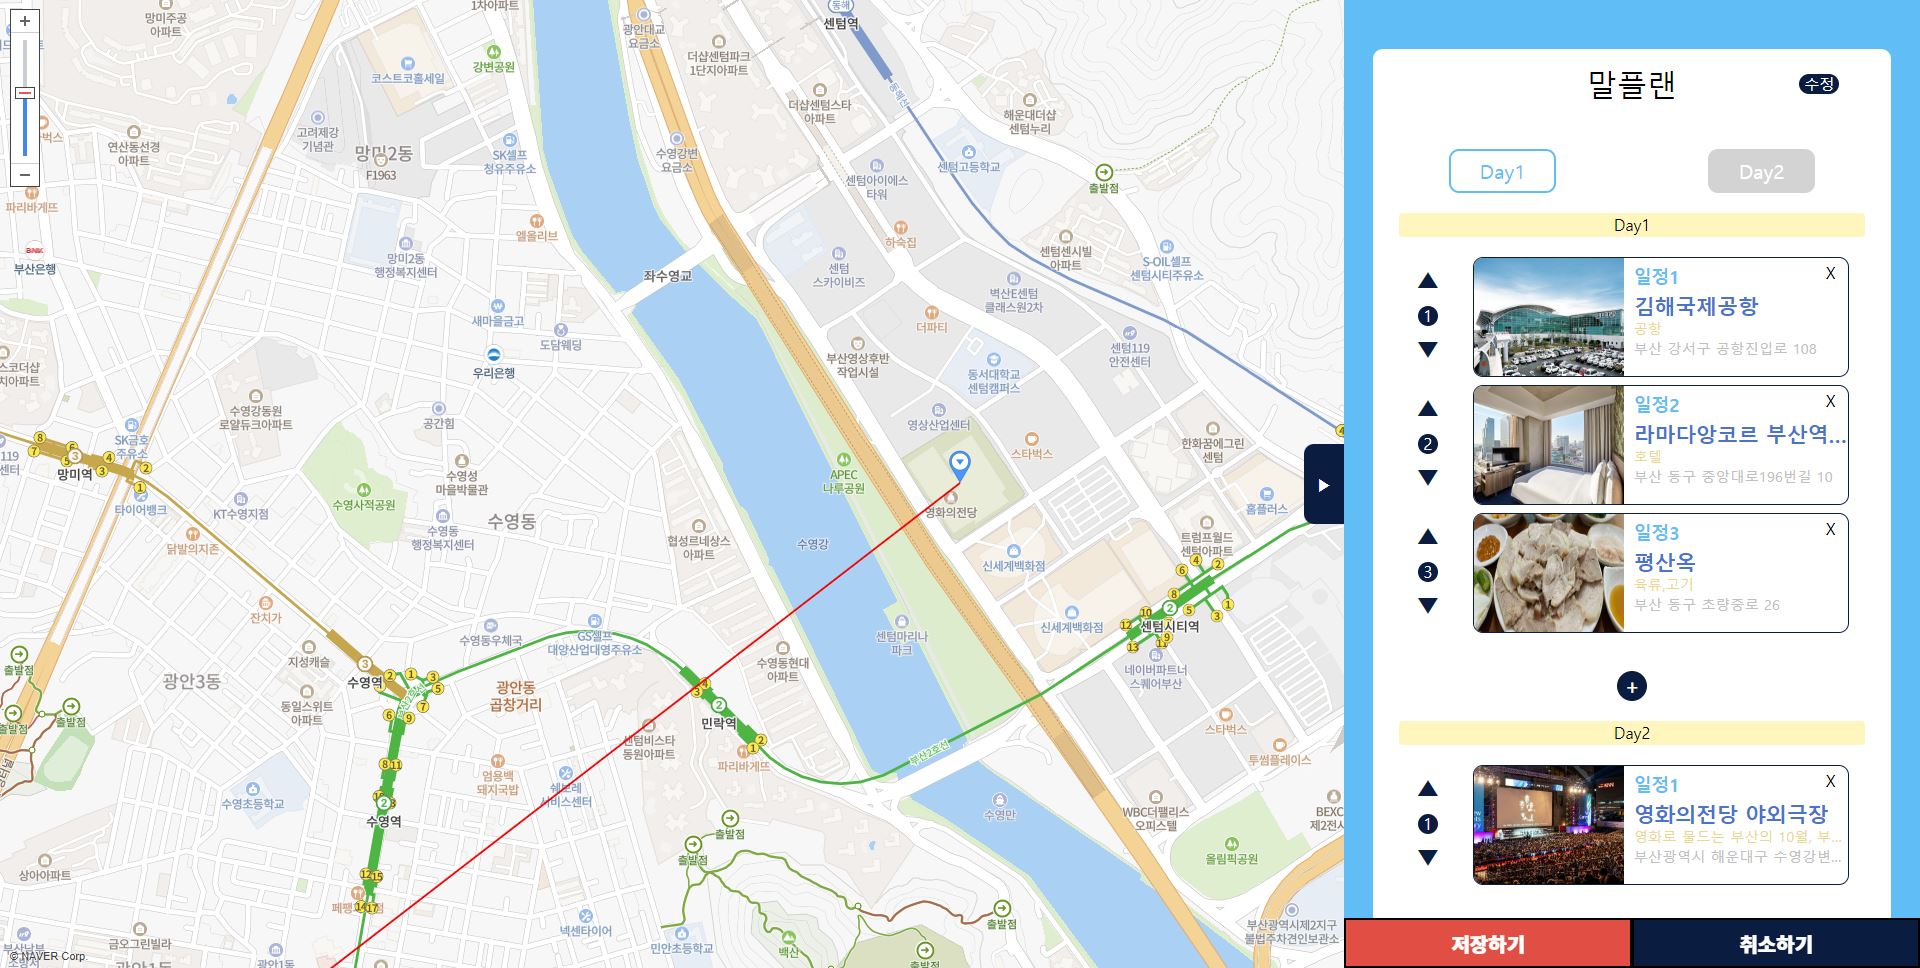 망미주공
아파트
1차아파트
광안대교
요금소
동해
센텀역
더샵센텀파크
1단지아파트
코스트코홀세일
강변공원
더샵센텀스타
아파트
해운대더샵
센텀누리
고려제강
기념관
연산동선경
아파트
망미2동
F1963
SK셀프
청유주유소
수영강변
요금소
센텀고등학교
센텀아이에스
타워
출발점
동해선
파리바게뜨
엘올리브
하숙집
BNK
부산은행
망미2동
행정복지센터
좌수영교
센텀
스카이비즈
센텀센시빌
아파트
S-OIL셀프
센텀시티주유소
벽산E센텀
클래스원2차
새마을금고
도담웨딩
더파티
센텀119
안전센터
우리은행
부산영상후반
작업시설
동서대학교
센텀캠퍼스
수영강동원
로얄듀크아파트
공간힘
영상산업센터
SK금호
주유소
한화꿈에그린
센텀
스타벅스
망미역
수영성
마을박물관
APEC
나루공원
수영사적공원
KT수영지점
타이어뱅크
영화의전당
홈플러스
수영동
수영동
행정복지센터
닭발의지존
협성르네상스
아파트
수영강
트럼프월드
센텀아파트
신세계백화점
잔치가
수영동우체국
GS셀프
대양산업대영주유소
센텀마리나
파크
신세계백화점
센텀시티역
출발점
지성캐슬
수영동현대
아파트
네이버파트너
스퀘어부산
광안3동
수영역
광안동
곱창거리
동일스위트
아파트
출발점
출발점
민락역
센텀비스타
동원아파트
스타벅스
부산2호선
파리바게뜨
투썸플레이스
엄용백
돼지국밥
쉐보레
서비스센터
수영초등학교
수영역
수영만
WBC더팰리스
오피스텔
BEXC
제2전시
출발점
출발점
올림픽공원
상아아파트
넥센타이어
출발점
부산광역시제2지구
불법주차견인보관소
금오그린빌라
민안초등학교
백산
출발점
광안1동
© NAVER Corp.
말플랜
수정
Day1
Day2
Day1
일정1
X
김해국제공항
공항
부산 강서구 공항진입로 108
1
일정2
X
라마다앙코르 부산역...
호텔
부산 동구 중앙대로196번길 10
2
일정3
X
평산옥
육류,고기
부산 동구 초량중로 26
3
+
Day2
일정1
X
영화의전당 야외극장
영화로 물드는 부산의 10월, 부...
부산광역시 해운대구 수영강변...
1
저장하기
취소하기